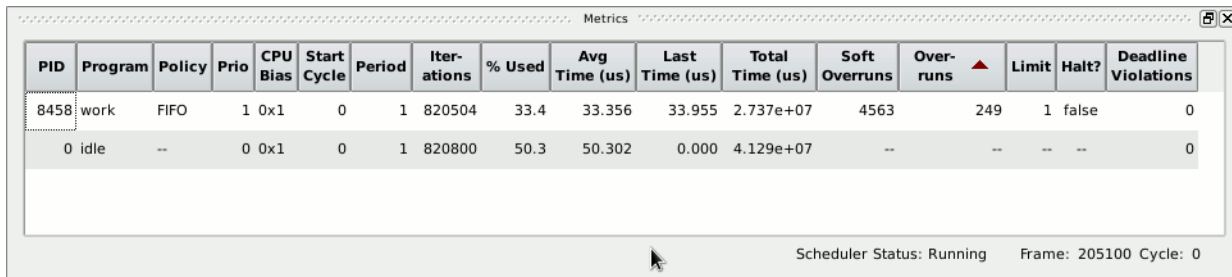 Metrics
PID Program Policy Prio CPU Bias Start Cycle Period Iter-ations % Used Avg Time (us) Last Time (us) Total Time (us) Soft Overruns Over-runs Limit Halt? Deadline Violations
8458 work FIFO 1 0x1 0 1 820504 33.4 33.356 33.955 2.737e+07 4563 249 1 false 0
0 idle -- 0 0x1 0 1 820800 50.3 50.302 0.000 4.129e+07 -- -- -- -- 0
Scheduler Status: Running Frame: 205100 Cycle: 0